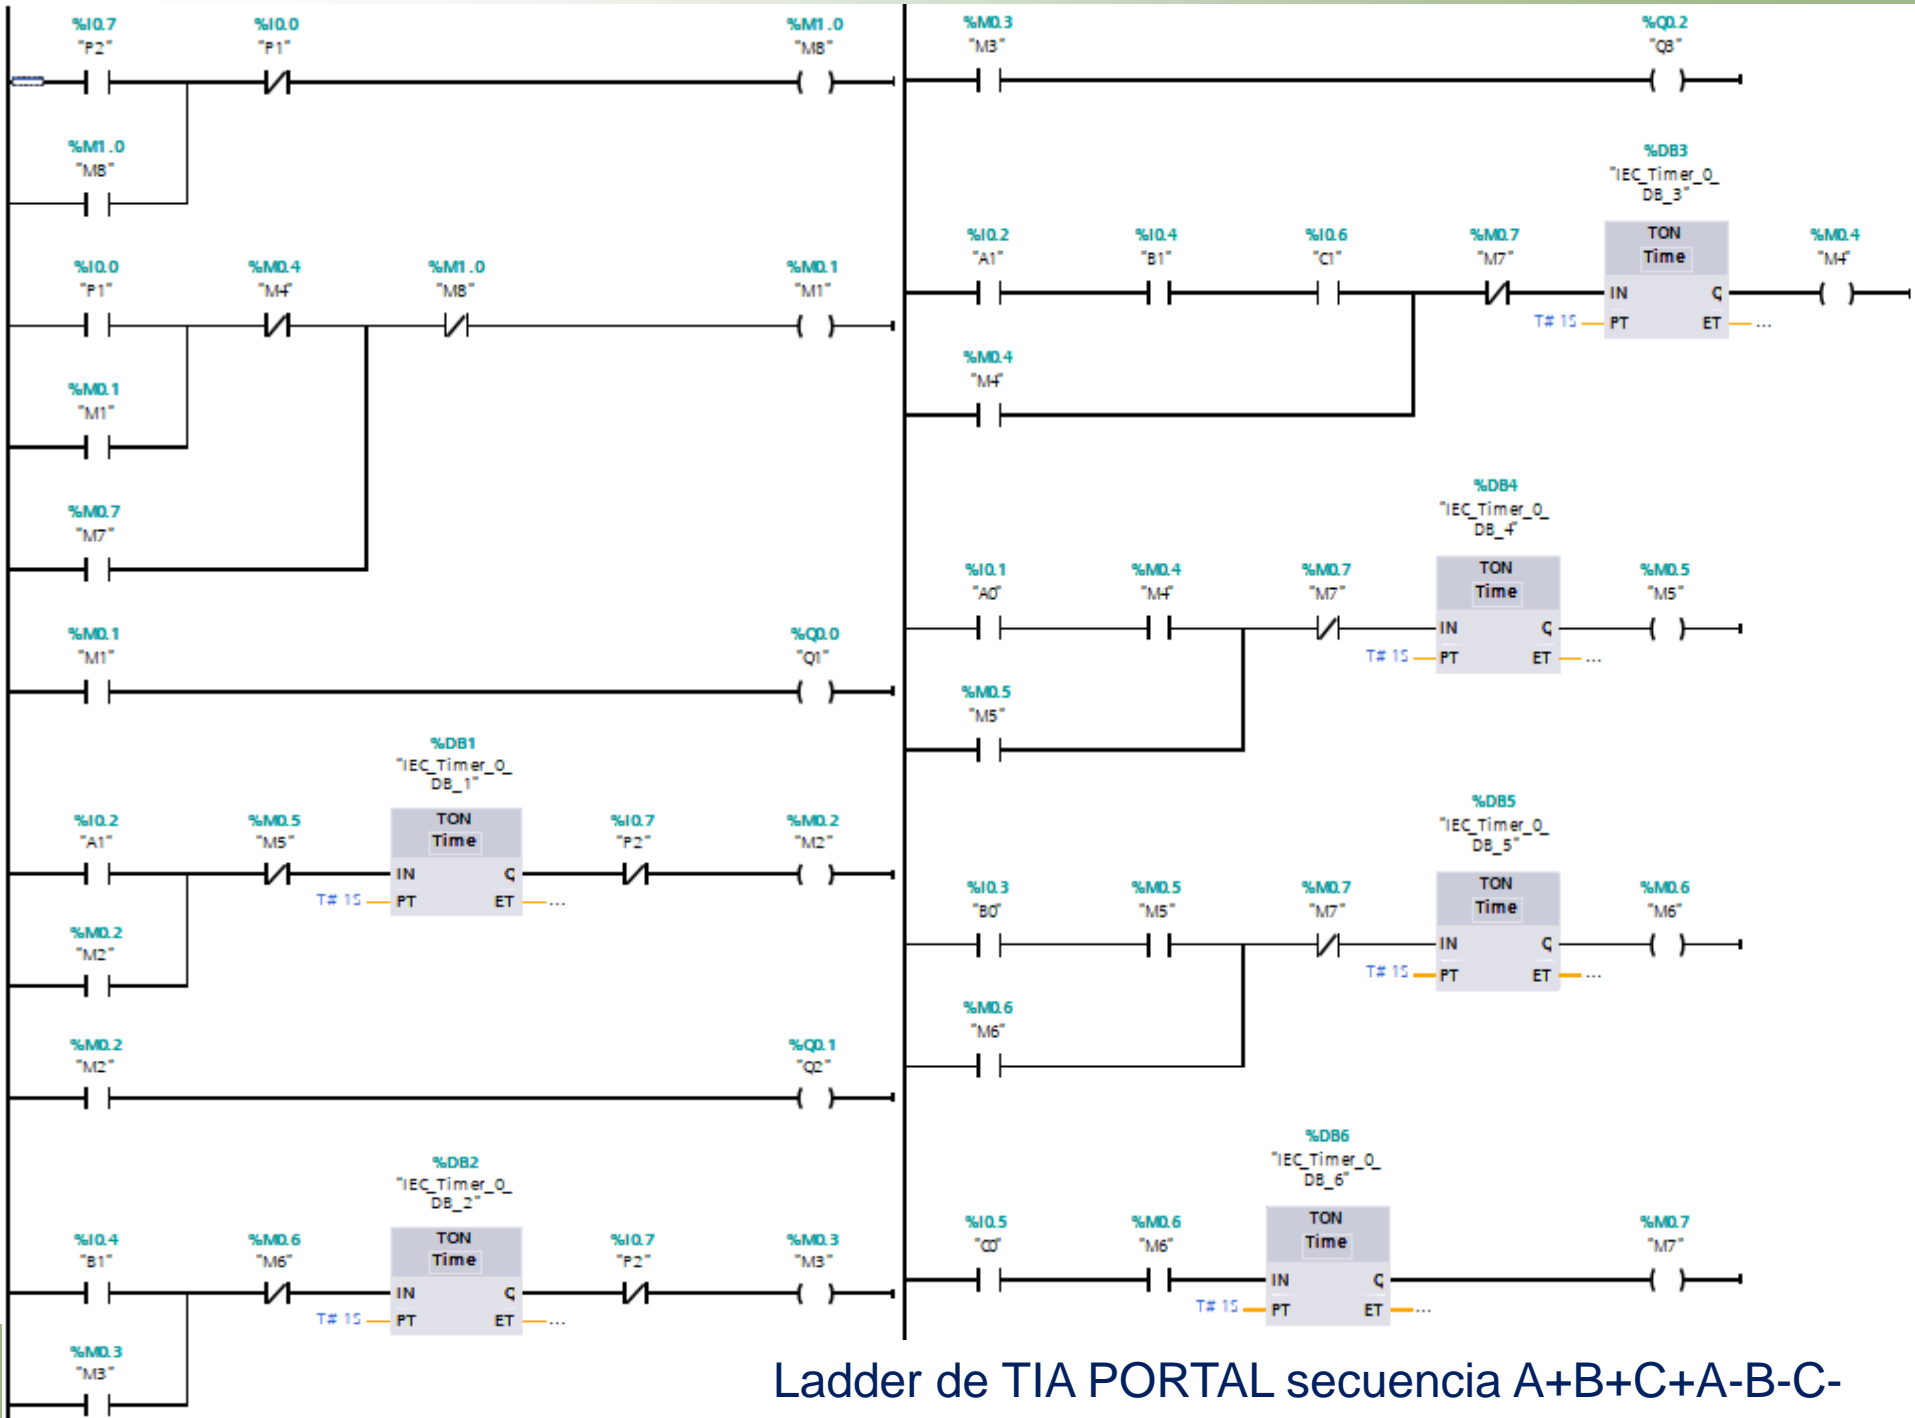 %I0.7
"P2"
%I0.0
"P1"
%M1.0
"M8"
%M1.0
"M8"
%I0.0
"P1"
%M0.4
"M4"
%M1.0
"M8"
%M0.1
"M1"
%M0.1
"M1"
%M0.7
"M7"
%M0.1
"M1"
%Q0.0
"Q1"
%DB1
"IEC_Timer_0_
DB_1"
%I0.2
"A1"
%M0.5
"M5"
TON
Time
%I0.7
"P2"
%M0.2
"M2"
IN Q
T# 1S PT ET ...
%M0.2
"M2"
%M0.2
"M2"
%Q0.1
"Q2"
%DB2
"IEC_Timer_0_
DB_2"
%I0.4
"B1"
%M0.6
"M6"
TON
Time
%I0.7
"P2"
%M0.3
"M3"
IN Q
T# 1S PT ET ...
%M0.3
"M3"
%M0.3
"M3"
%Q0.2
"Q3"
%DB3
"IEC_Timer_0_
DB_3"
%I0.2
"A1"
%I0.4
"B1"
%I0.6
"C1"
%M0.7
"M7"
TON
Time
%M0.4
"M4"
IN Q
T# 1S PT ET ...
%M0.4
"M4"
%DB4
"IEC_Timer_0_
DB_4"
%I0.1
"A0"
%M0.4
"M4"
%M0.7
"M7"
TON
Time
%M0.5
"M5"
IN Q
T# 1S PT ET ...
%M0.5
"M5"
%DB5
"IEC_Timer_0_
DB_5"
%I0.3
"B0"
%M0.5
"M5"
%M0.7
"M7"
TON
Time
%M0.6
"M6"
IN Q
T# 1S PT ET ...
%M0.6
"M6"
%DB6
"IEC_Timer_0_
DB_6"
%I0.5
"C0"
%M0.6
"M6"
TON
Time
%M0.7
"M7"
IN Q
T# 1S PT ET ...
Ladder de TIA PORTAL secuencia A+B+C+A-B-C-